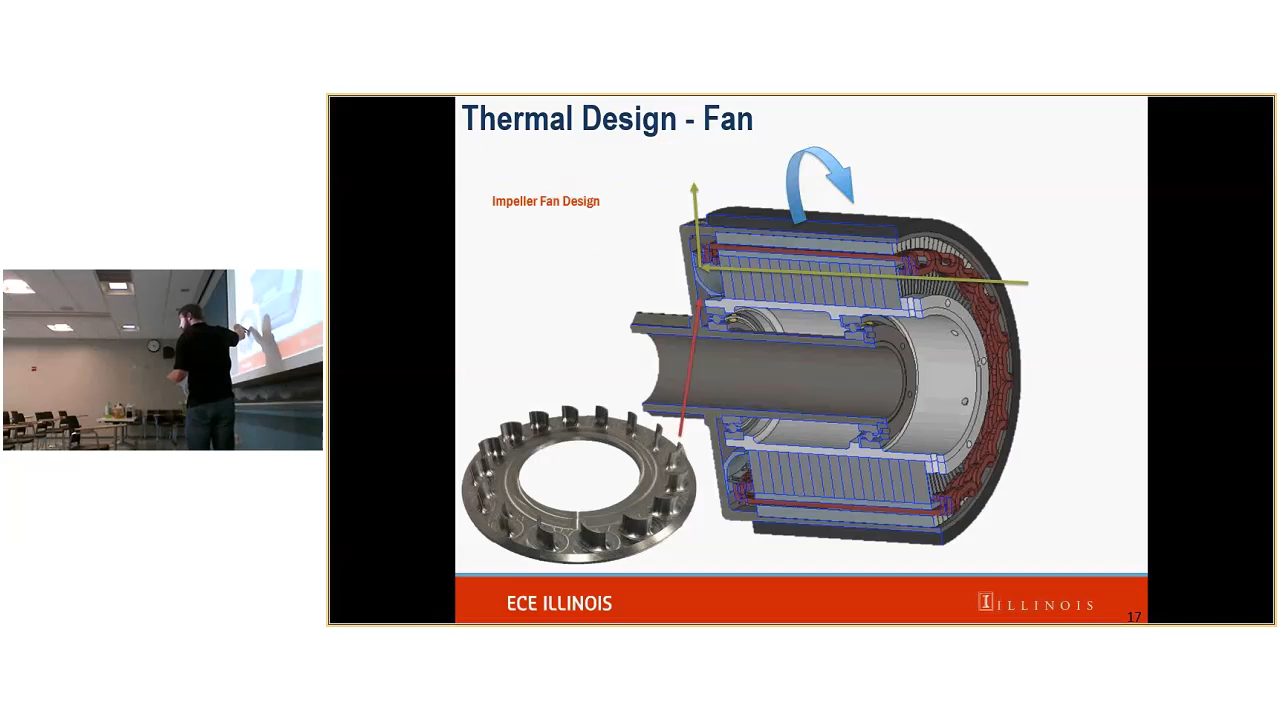 Thermal Design - Fan
Impeller Fan Design
ECE ILLINOIS
I ILLINOIS
17